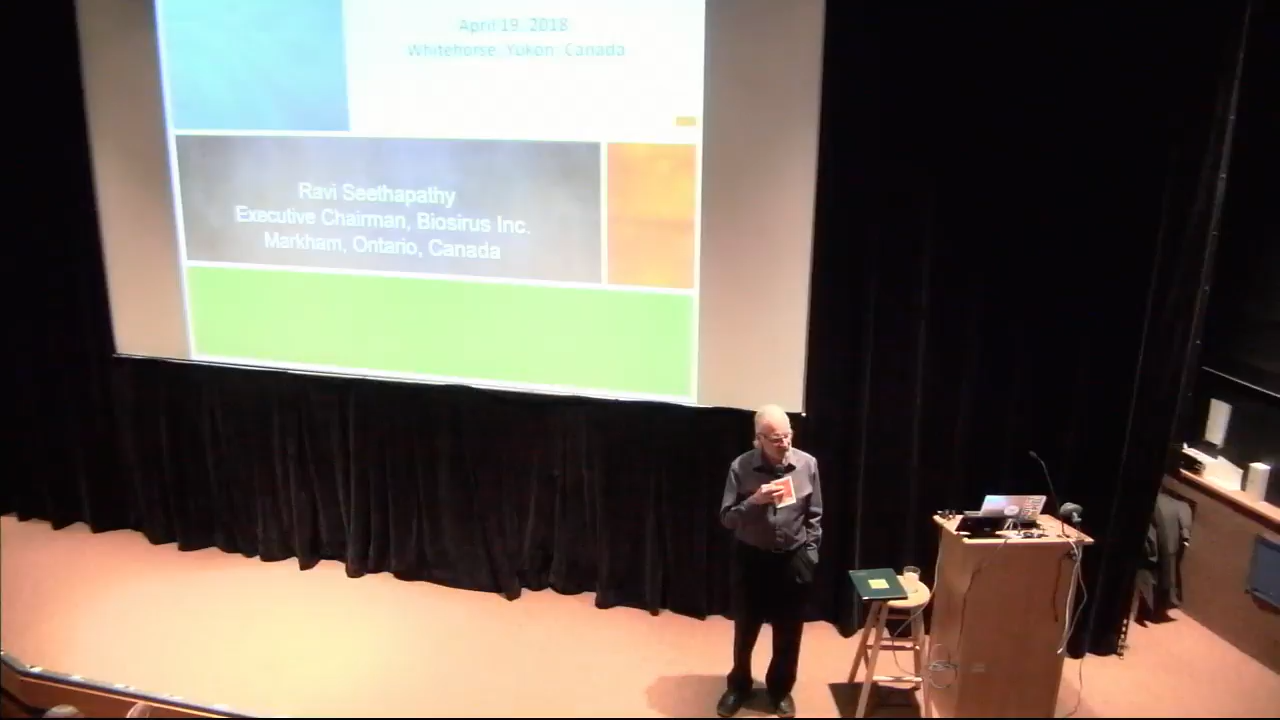 April 19, 2018
Whitehorse, Yukon, Canada
Ravi Seethapathy
Executive Chairman, Biosirus Inc.
Markham, Ontario, Canada